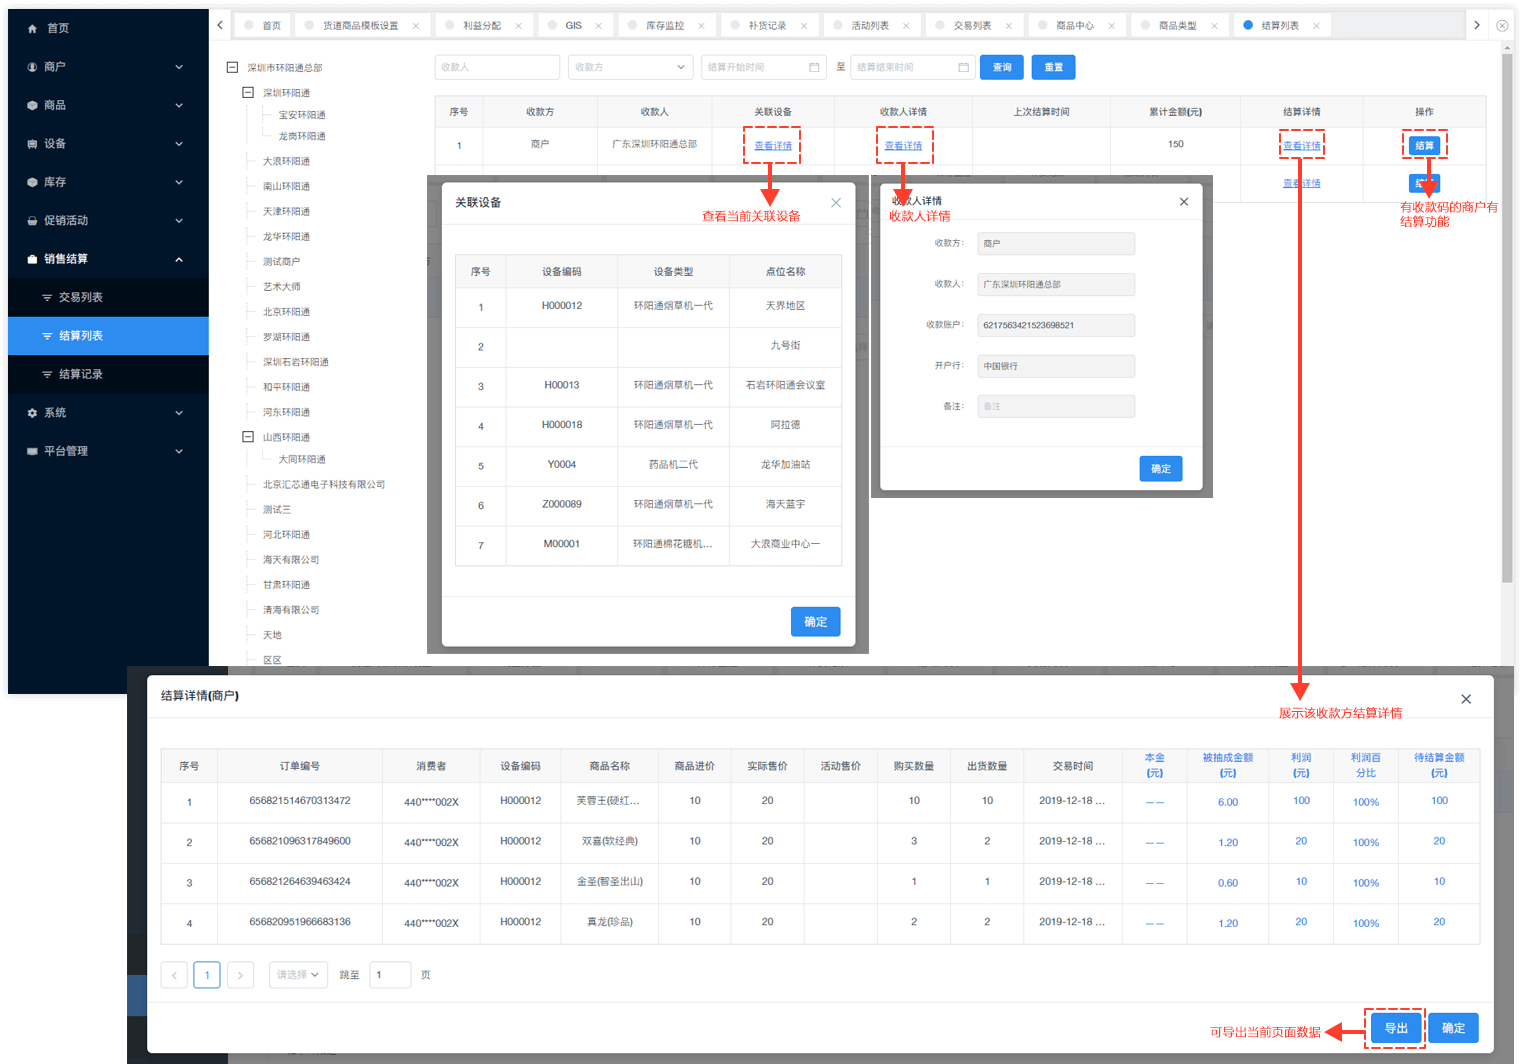 首页
商户
商品
设备
库存
促销活动
销售结算
交易列表
结算列表
结算记录
系统
平台管理
首页
货道商品模板设置
利益分配
GIS
库存监控
补货记录
活动列表
交易列表
商品中心
商品类型
结算列表
深圳市环阳通总部
深圳环阳通
宝安环阳通
龙岗环阳通
大浪环阳通
南山环阳通
天津环阳通
龙华环阳通
测试商户
艺术大师
北京环阳通
罗湖环阳通
深圳石岩环阳通
和平环阳通
河东环阳通
山西环阳通
大同环阳通
北京汇芯通电子科技有限公司
测试三
河北环阳通
海天有限公司
甘肃环阳通
清海有限公司
天地
区区
收款人 收款方 结算开始时间 至 结算结束时间 查询 重置
序号 收款方 收款人 关联设备 收款人详情 上次结算时间 累计金额(元) 结算详情 操作
1 商户 广东深圳环阳通总部 查看详情 查看详情 150 查看详情 结算
查看详情
查看当前关联设备
收款人详情
有收款码的商户有
结算功能
关联设备
序号 设备编码 设备类型 点位名称
1 H000012 环阳通烟草机一代 天界地区
2 九号街
3 H00013 环阳通烟草机一代 石岩环阳通会议室
4 H000018 环阳通烟草机一代 阿拉德
5 Y0004 药品机二代 龙华加油站
6 Z000089 环阳通烟草机一代 海天蓝宇
7 M00001 环阳通棉花糖机... 大浪商业中心一
确定
收款人详情
收款方: 商户
收款人: 广东深圳环阳通总部
收款账户: 6217563421523698521
开户行: 中国银行
备注: 备注
确定
展示该收款方结算详情
结算详情(商户)
序号 订单编号 消费者 设备编码 商品名称 商品进价 实际售价 活动售价 购买数量 出货数量 交易时间 本金(元) 被抽成金额(元) 利润(元) 利润百分比 待结算金额(元)
1 656821514670313472 440****002X H000012 芙蓉王(硬红... 10 20 10 10 2019-12-18 ... —— 6.00 100 100% 100
2 656821096317849600 440****002X H000012 双喜(软经典) 10 20 3 2 2019-12-18 ... —— 1.20 20 100% 20
3 656821264639463424 440****002X H000012 金圣(智圣出山) 10 20 1 1 2019-12-18 ... —— 0.60 10 100% 10
4 656820951966683136 440****002X H000012 真龙(珍品) 10 20 2 2 2019-12-18 ... —— 1.20 20 100% 20
1 请选择 跳至 1 页
可导出当前页面数据
导出 确定